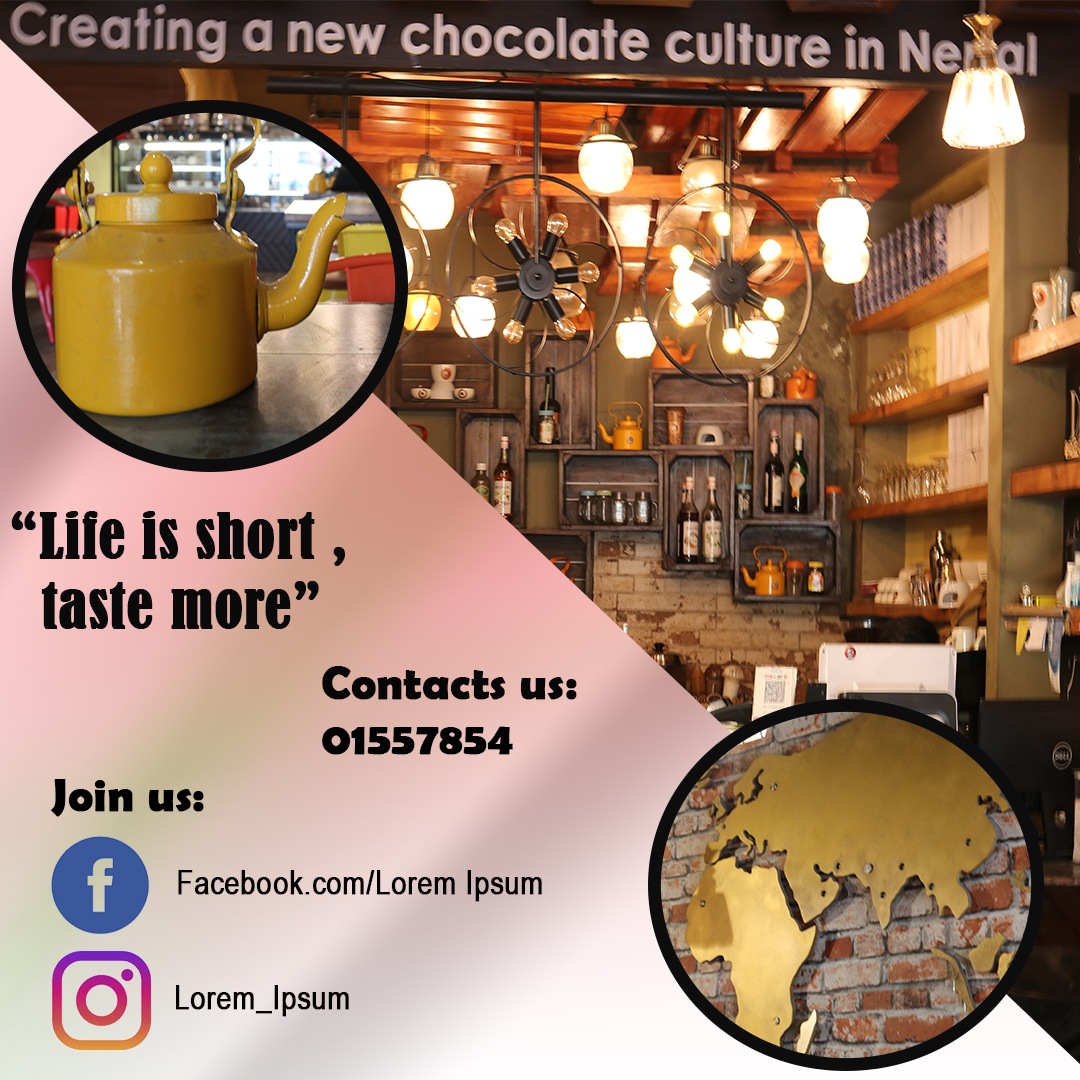 Creating a new chocolate culture in Nepal
“Life is short ,
taste more”
Contacts us:
01557854
Join us:
Facebook.com/Lorem Ipsum
Lorem_Ipsum
DELL